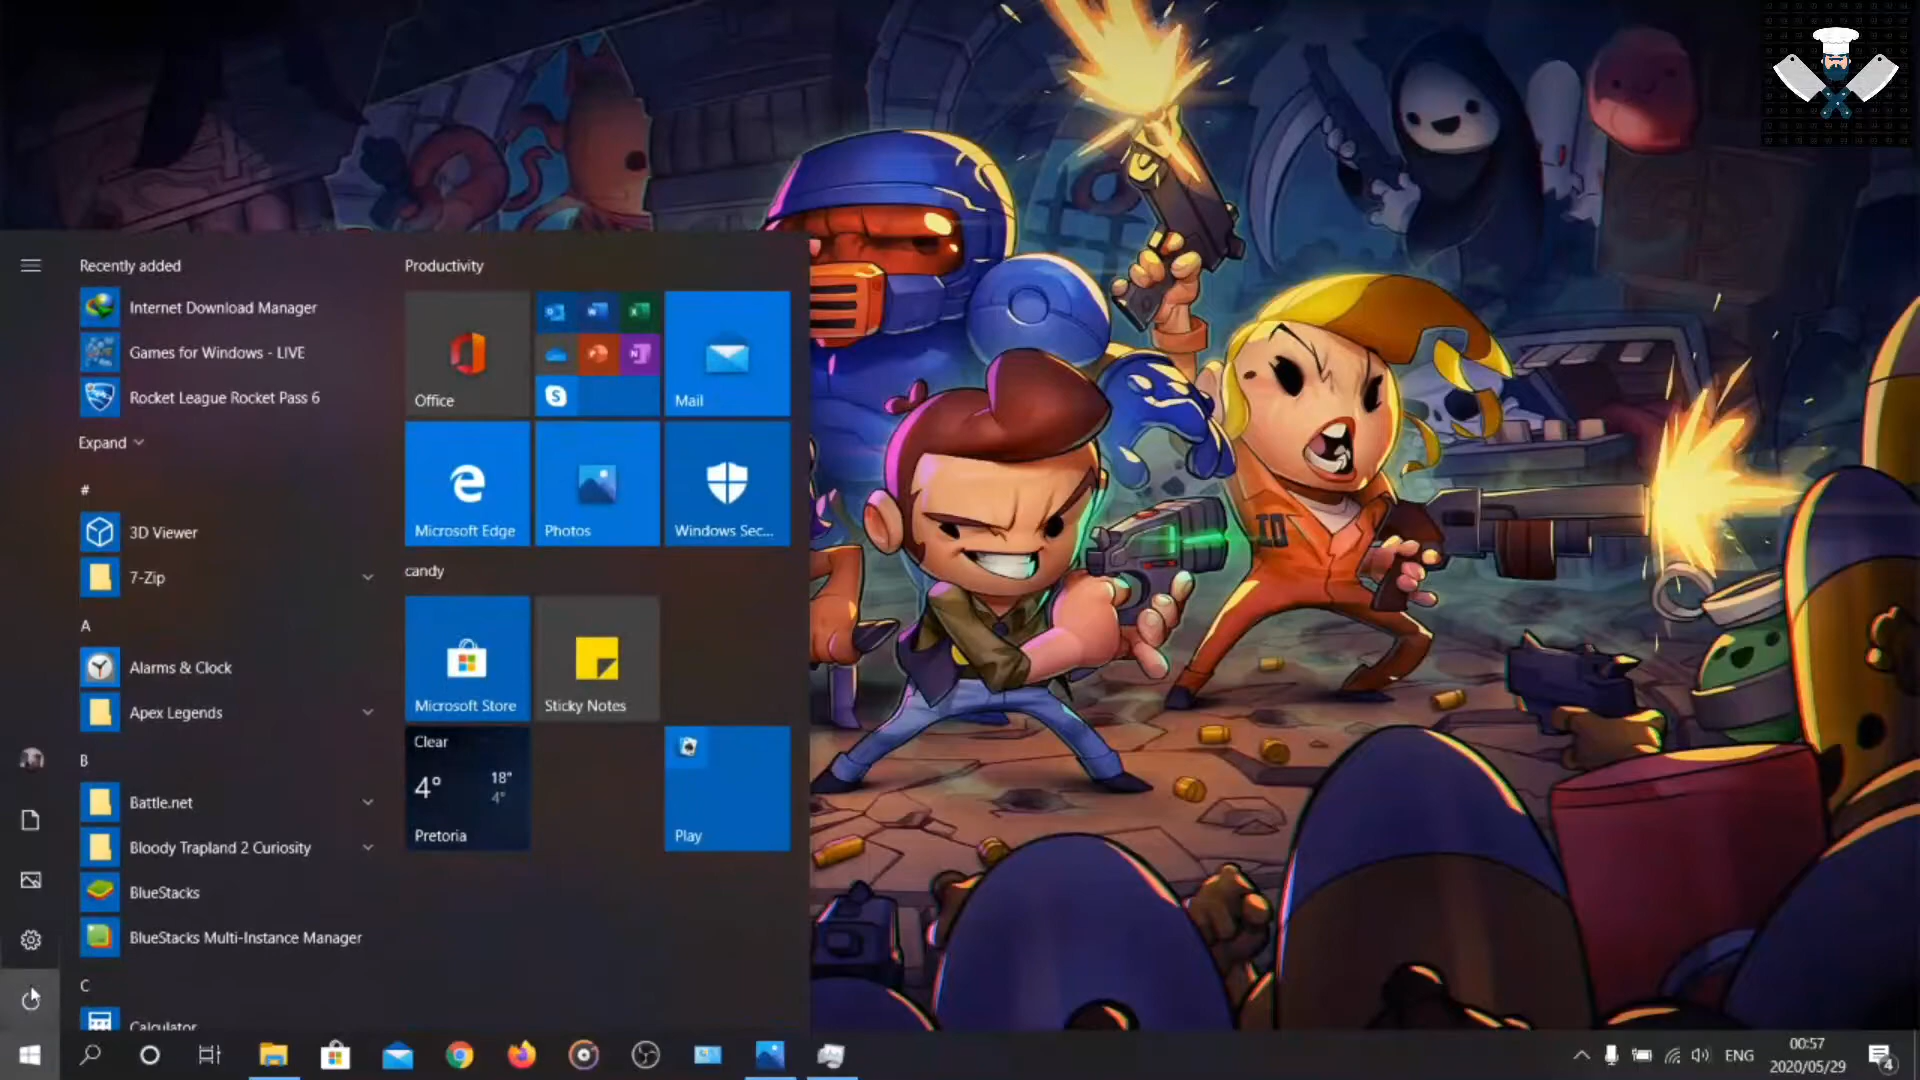 Recently added
Internet Download Manager
Games for Windows - LIVE
Rocket League Rocket Pass 6
Expand
#
3D Viewer
7-Zip
A
Alarms & Clock
Apex Legends
B
Battle.net
Bloody Trapland 2 Curiosity
BlueStacks
BlueStacks Multi-Instance Manager
C
Calculator
Productivity
Office
Mail
Microsoft Edge
Photos
Windows Sec...
candy
Microsoft Store
Sticky Notes
Clear
4°
18°
4°
Pretoria
Play
ENG
00:57
2020/05/29
4